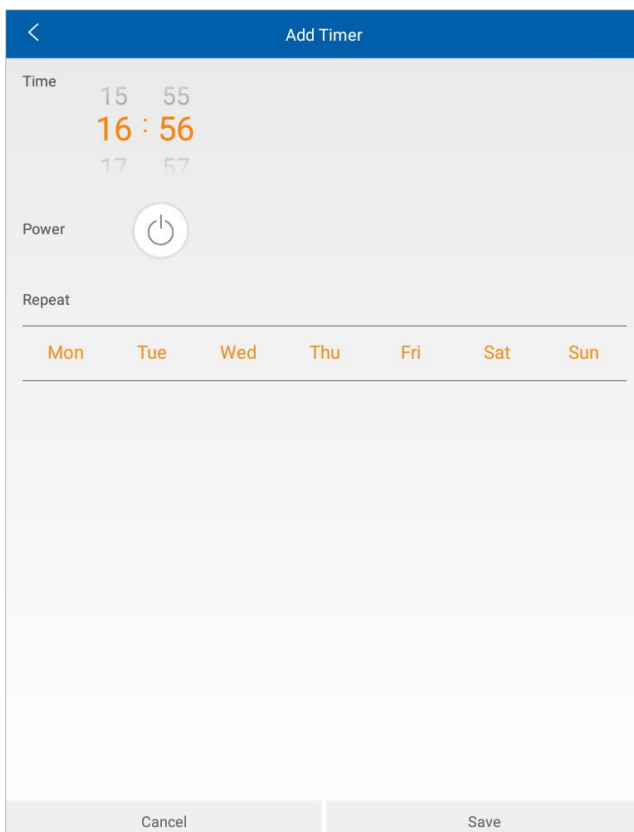 Add Timer
Time
15 55
16 : 56
17 57
Power
Repeat
Mon Tue Wed Thu Fri Sat Sun
Cancel Save